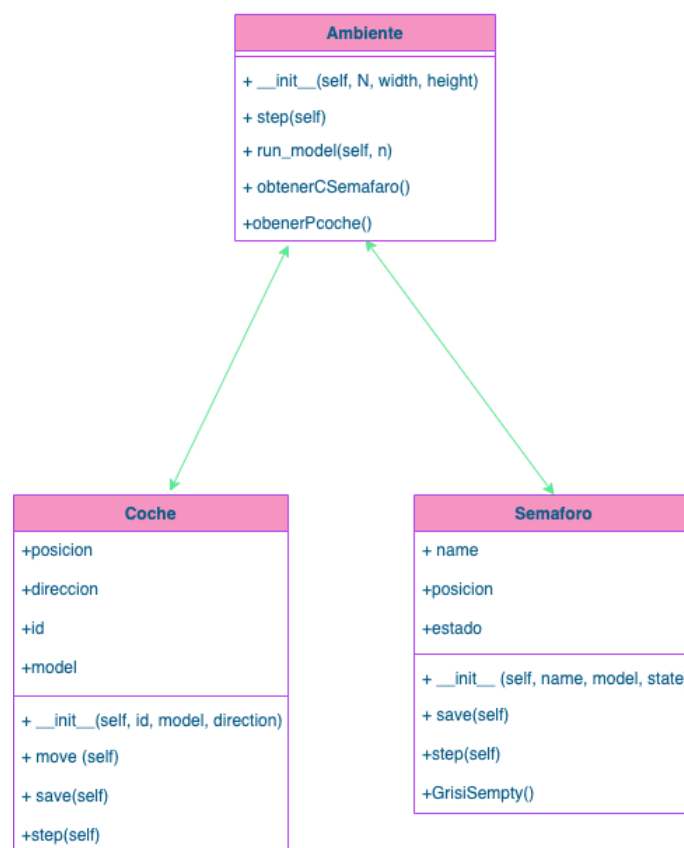 Ambiente
+ __init__(self, N, width, height)
+ step(self)
+ run_model(self, n)
+ obtenerCSemafaro()
+obenerPcoche()
Coche
+posicion
+direccion
+id
+model
+ __init__(self, id, model, direction)
+ move (self)
+ save(self)
+step(self)
Semaforo
+ name
+posicion
+estado
+ __init__ (self, name, model, state
+ save(self)
+step(self)
+GrisiSempty()